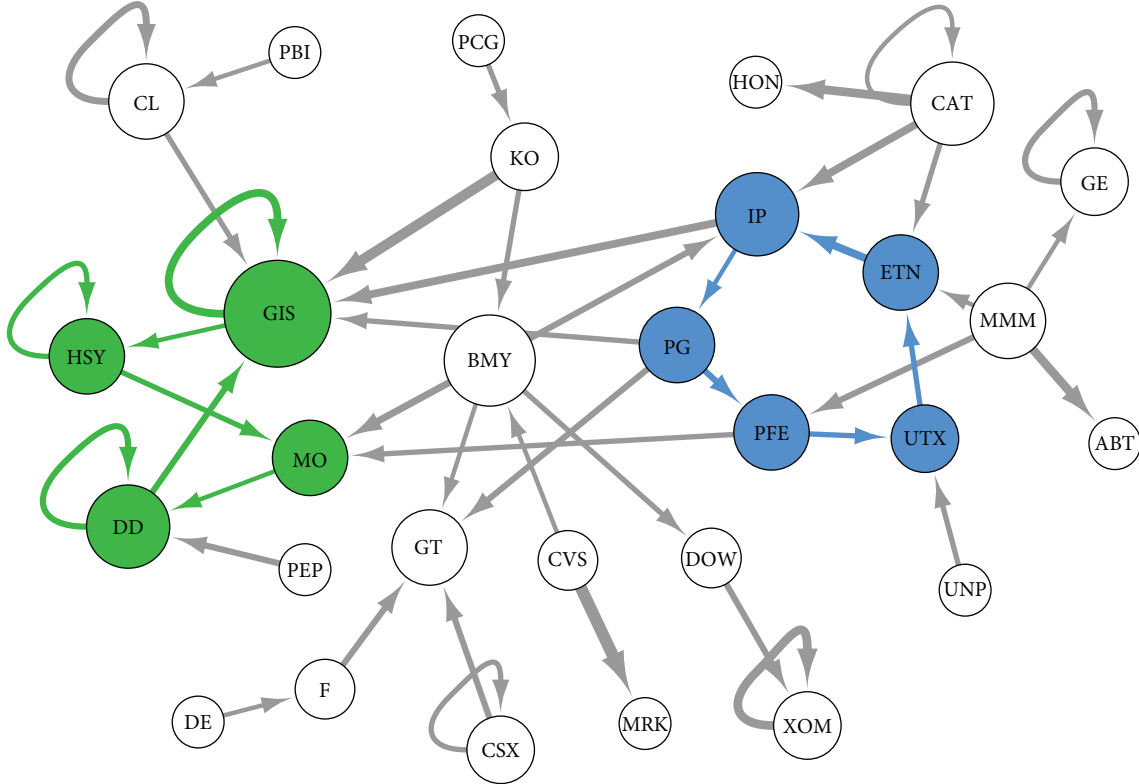 PCG
PBI
HON
CL
CAT
KO
GE
IP
ETN
GIS
MMM
PG
HSY
BMY
PFE
UTX
ABT
MO
DD
GT
CVS
DOW
PEP
UNP
F
DE
MRK
XOM
CSX